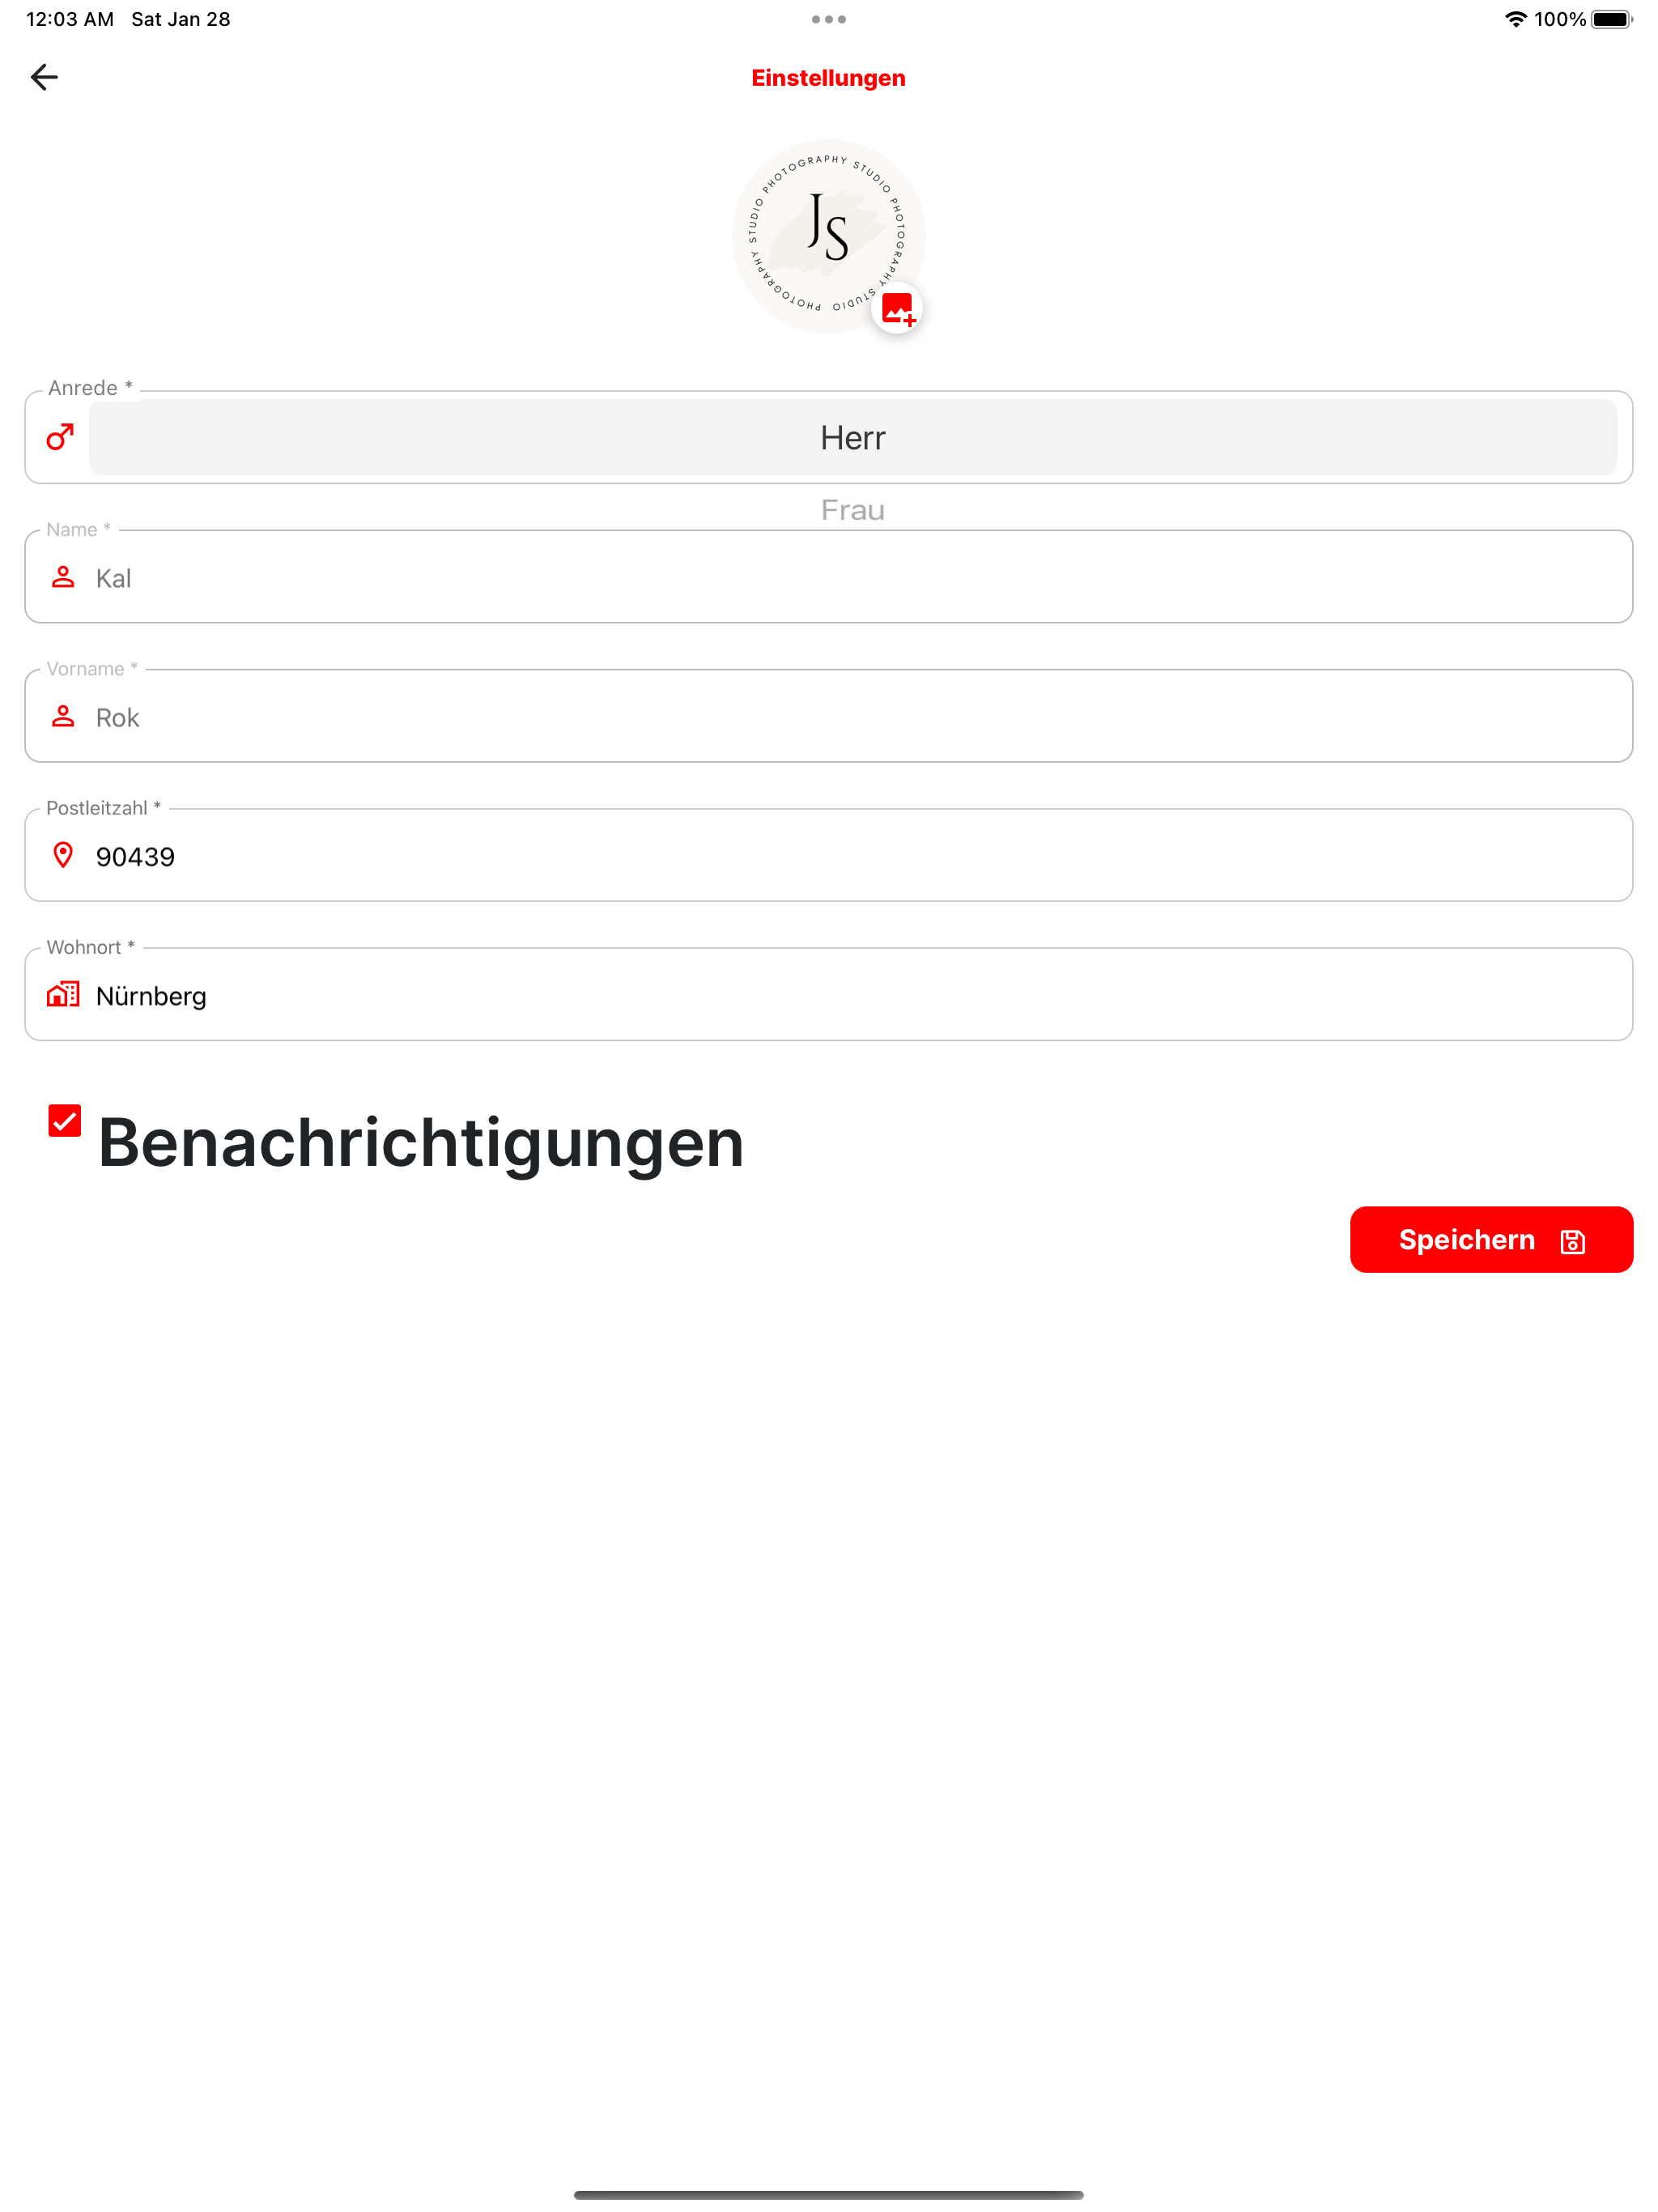 12:03 AM Sat Jan 28
100%
Einstellungen
PHOTOGRAPHY STUDIO PHOTOGRAPHY STUDIO PHOTOGRAPHY STUDIO
JS
Anrede *
Herr
Frau
Name *
Kal
Vorname *
Rok
Postleitzahl *
90439
Wohnort *
Nürnberg
Benachrichtigungen
Speichern